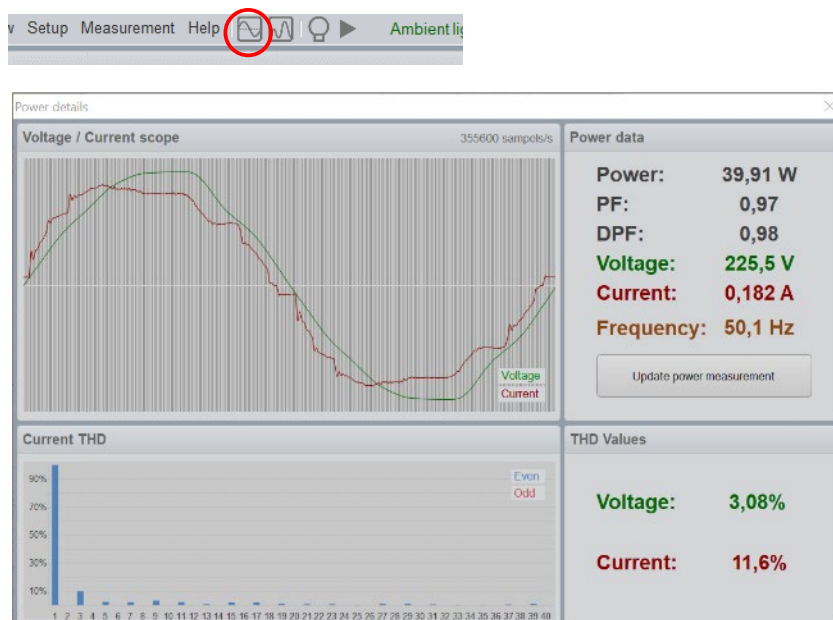 Setup Measurement Help
Power details
Voltage / Current scope 355600 sampels/s
Voltage
Current
Power data
Power: 39,91 W
PF: 0,97
DPF: 0,98
Voltage: 225,5 V
Current: 0,182 A
Frequency: 50,1 Hz
Update power measurement
Current THD
Even
Odd
90%
70%
50%
30%
10%
1 2 3 4 5 6 7 8 9 10 11 12 13 14 15 16 17 18 19 20 21 22 23 24 25 26 27 28 29 30 31 32 33 34 35 36 37 38 39 40
THD Values
Voltage: 3,08%
Current: 11,6%